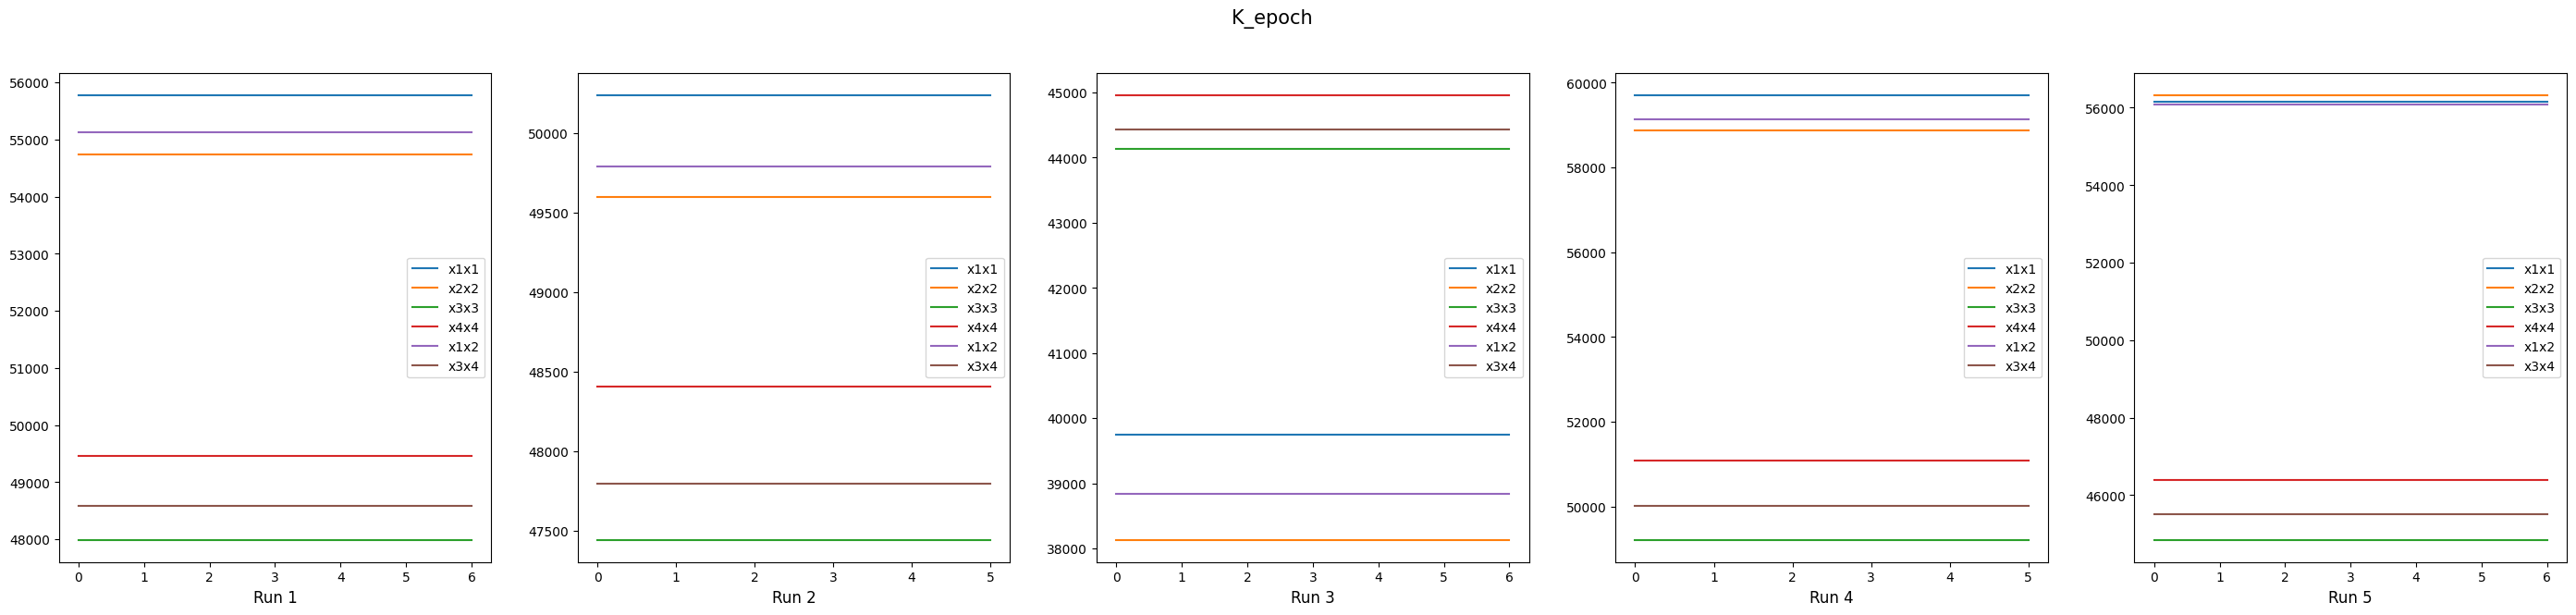 K_epoch
56000
55000
54000
53000
52000
51000
50000
49000
48000
0 1 2 3 4 5 6
x1x1
x2x2
x3x3
x4x4
x1x2
x3x4
Run 1
50000
49500
49000
48500
48000
47500
0 1 2 3 4 5
x1x1
x2x2
x3x3
x4x4
x1x2
x3x4
Run 2
45000
44000
43000
42000
41000
40000
39000
38000
0 1 2 3 4 5 6
x1x1
x2x2
x3x3
x4x4
x1x2
x3x4
Run 3
60000
58000
56000
54000
52000
50000
0 1 2 3 4 5
x1x1
x2x2
x3x3
x4x4
x1x2
x3x4
Run 4
56000
54000
52000
50000
48000
46000
0 1 2 3 4 5 6
x1x1
x2x2
x3x3
x4x4
x1x2
x3x4
Run 5